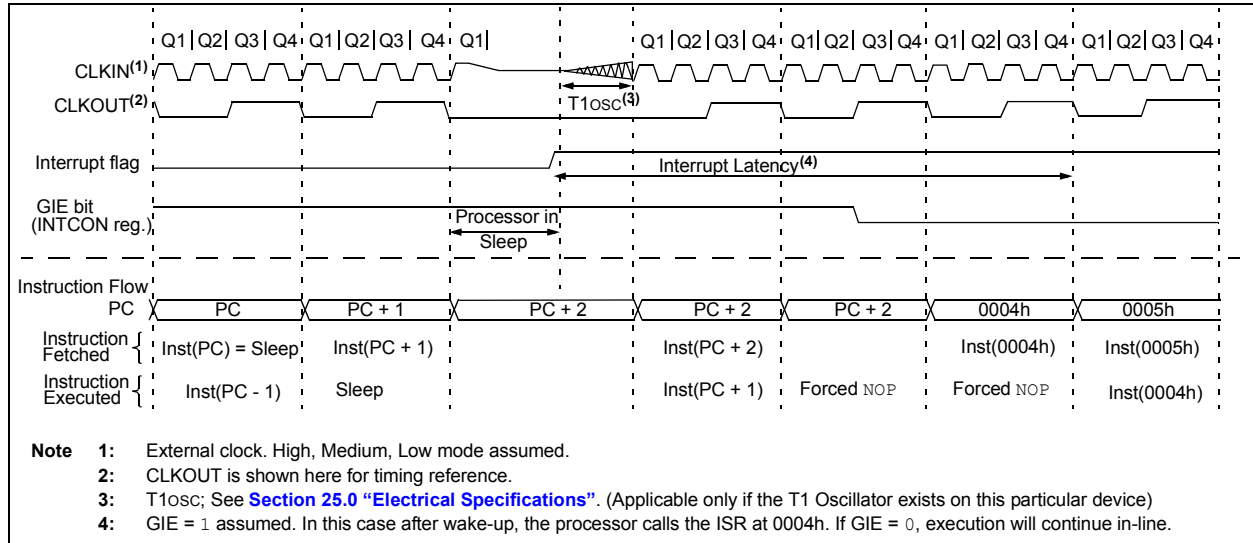 Q1 Q2 Q3 Q4 Q1 Q2 Q3 Q4 Q1 Q1 Q2 Q3 Q4 Q1 Q2 Q3 Q4 Q1 Q2 Q3 Q4 Q1 Q2 Q3 Q4
CLKIN(1)
CLKOUT(2)
T1OSC(3)
Interrupt flag
Interrupt Latency(4)
GIE bit
(INTCON reg.)
Processor in
Sleep
Instruction Flow
PC PC PC + 1 PC + 2 PC + 2 PC + 2 0004h 0005h
Instruction
Fetched
Inst(PC) = Sleep Inst(PC + 1) Inst(PC + 2) Inst(0004h) Inst(0005h)
Instruction
Executed
Inst(PC - 1) Sleep Inst(PC + 1) Forced NOP Forced NOP Inst(0004h)
Note 1: External clock. High, Medium, Low mode assumed.
2: CLKOUT is shown here for timing reference.
3: T1OSC; See Section 25.0 “Electrical Specifications”. (Applicable only if the T1 Oscillator exists on this particular device)
4: GIE = 1 assumed. In this case after wake-up, the processor calls the ISR at 0004h. If GIE = 0, execution will continue in-line.